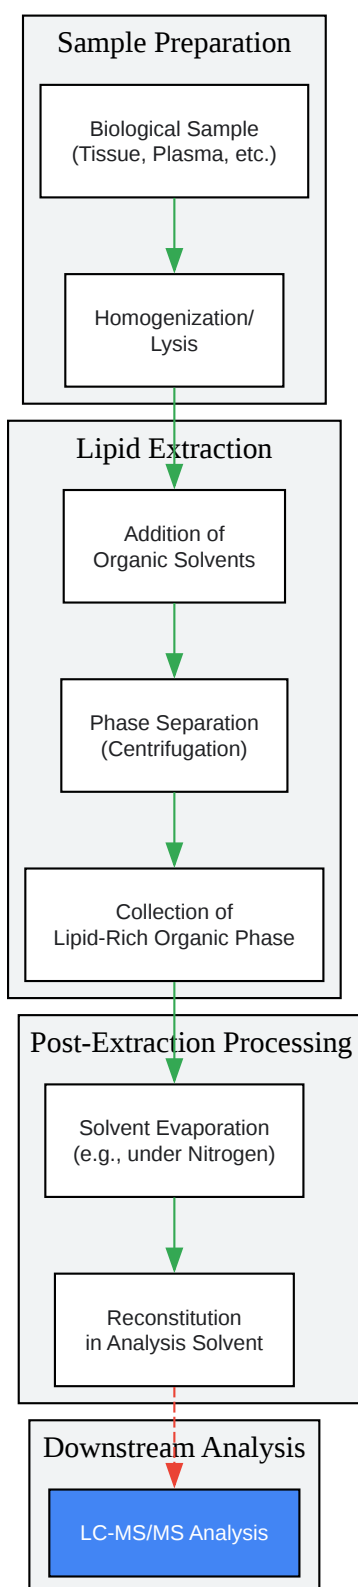 Sample Preparation
Biological Sample
(Tissue, Plasma, etc.)
Homogenization/
Lysis
Lipid Extraction
Addition of
Organic Solvents
Phase Separation
(Centrifugation)
Collection of
Lipid-Rich Organic Phase
Post-Extraction Processing
Solvent Evaporation
(e.g., under Nitrogen)
Reconstitution
in Analysis Solvent
Downstream Analysis
LC-MS/MS Analysis